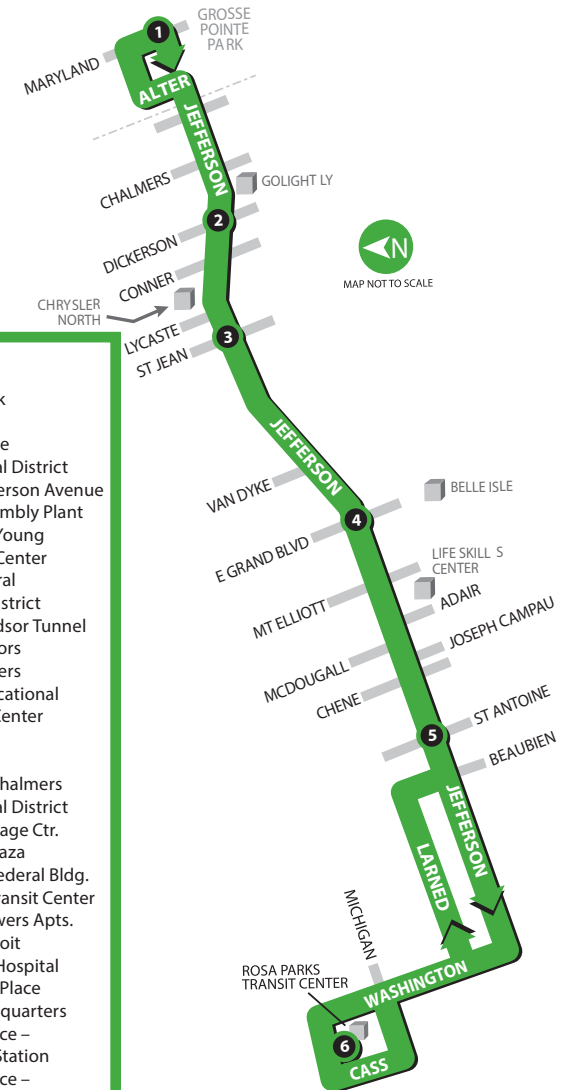 GROSSE
POINTE
PARK
1
MARYLAND
ALTER
JEFFERSON
CHALMERS
GOLIGHT LY
2
DICKERSON
CONNER
N
MAP NOT TO SCALE
CHRYSLER
NORTH
LYCASTE
ST JEAN
3
JEFFERSON
VAN DYKE
BELLE ISLE
4
E GRAND BLVD
LIFE SKILL S
CENTER
MT ELLIOTT
ADAIR
JOSEPH CAMPAU
MCDOUGALL
CHENE
ST ANTOINE
5
BEAUBIEN
JEFFERSON
LARNED
MICHIGAN
ROSA PARKS
TRANSIT CENTER
WASHINGTON
6
CASS
k
e
al District
erson Avenue
mbly Plant
Young
Center
ral
strict
dsor Tunnel
ors
ers
cational
Center
halmers
al District
age Ctr.
aza
ederal Bldg.
ransit Center
wers Apts.
oit
Hospital
Place
quarters
ce –
Station
ce –